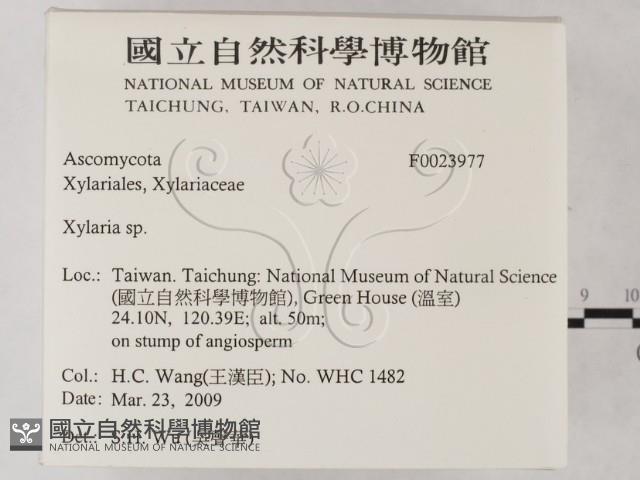 國立自然科學博物館
NATIONAL MUSEUM OF NATURAL SCIENCE
TAICHUNG, TAIWAN, R.O.CHINA
Ascomycota F0023977
Xylariales, Xylariaceae
Xylaria sp.
Loc.: Taiwan. Taichung: National Museum of Natural Science
(國立自然科學博物館), Green House (溫室)
24.10N, 120.39E; alt. 50m;
on stump of angiosperm
Col.: H.C. Wang(王漢臣); No. WHC 1482
Date: Mar. 23, 2009
Det.: S.H. Wu
國立自然科學博物館
NATIONAL MUSEUM OF NATURAL SCIENCE
9 10